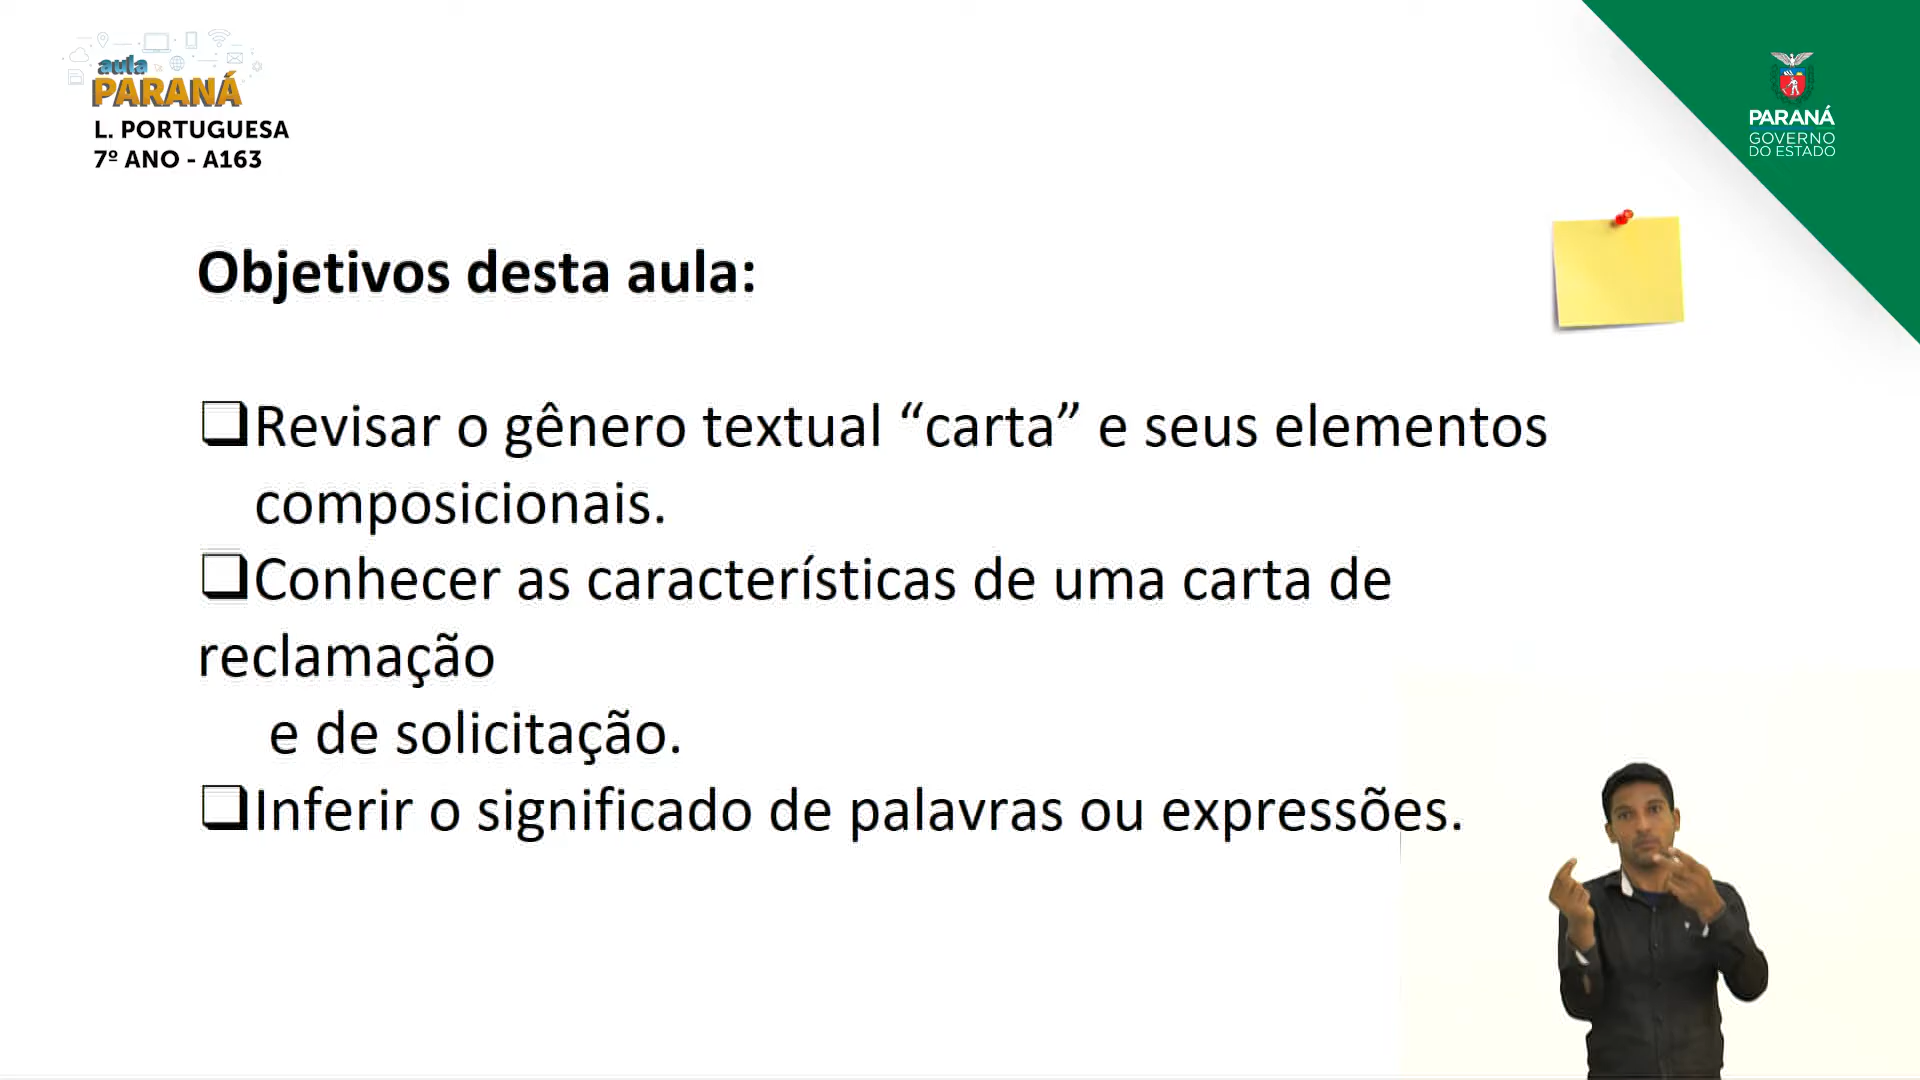 aula
PARANÁ
L. PORTUGUESA
7º ANO - A163
PARANÁ
GOVERNO
DO ESTADO
Objetivos desta aula:
❑Revisar o gênero textual “carta” e seus elementos
composicionais.
❑Conhecer as características de uma carta de
reclamação
e de solicitação.
❑Inferir o significado de palavras ou expressões.